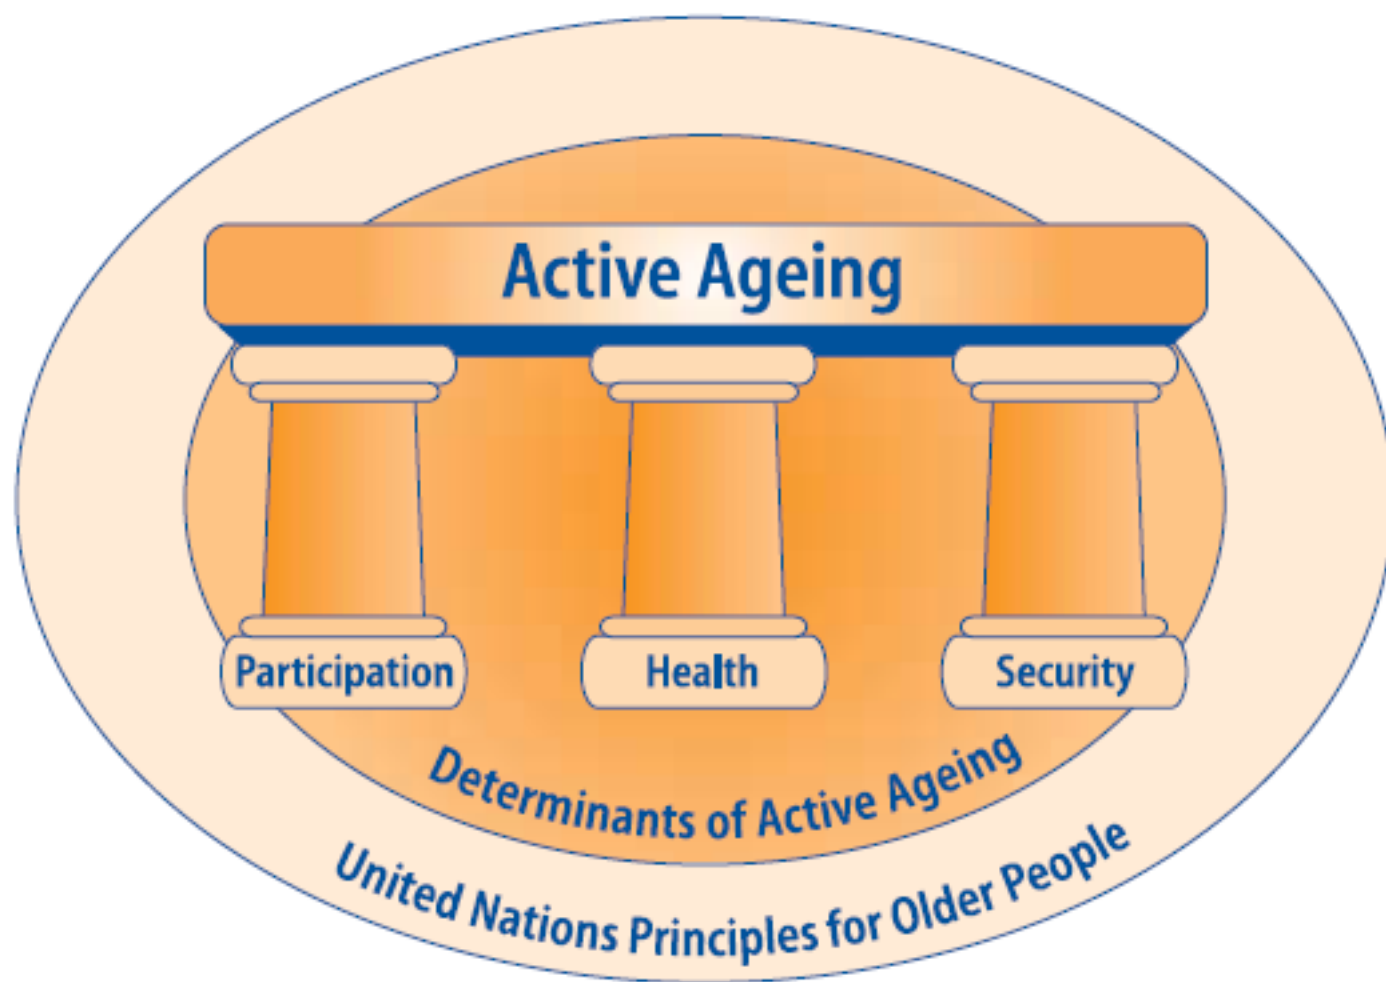 Active Ageing
Participation
Health
Security
Determinants of Active Ageing
United Nations Principles for Older People